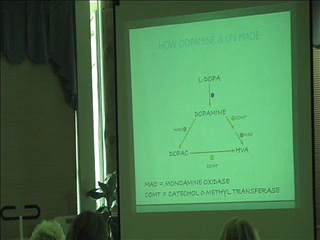 HOW DOPAMINE IS UN-MADE
L-DOPA
DOPAMINE
COMT
MAO
MAO
DOPAC
HVA
COMT
MAO = MONOAMINE OXIDASE
COMT = CATECHOL O-METHYL TRANSFERASE